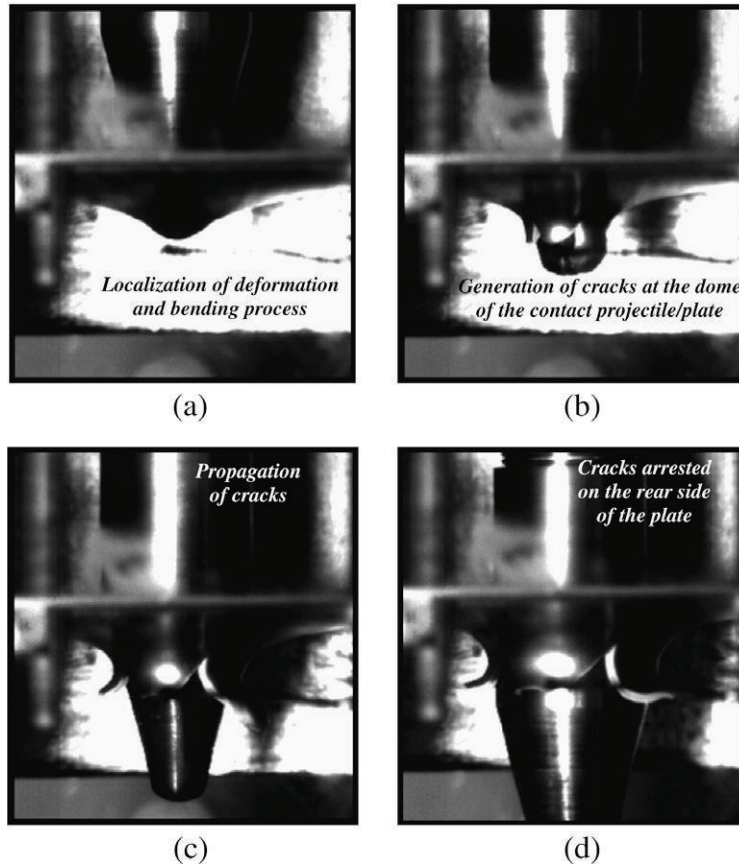 Localization of deformation
and bending process
(a)
Generation of cracks at the dome
of the contact projectile/plate
(b)
Propagation
of cracks
(c)
Cracks arrested
on the rear side
of the plate
(d)